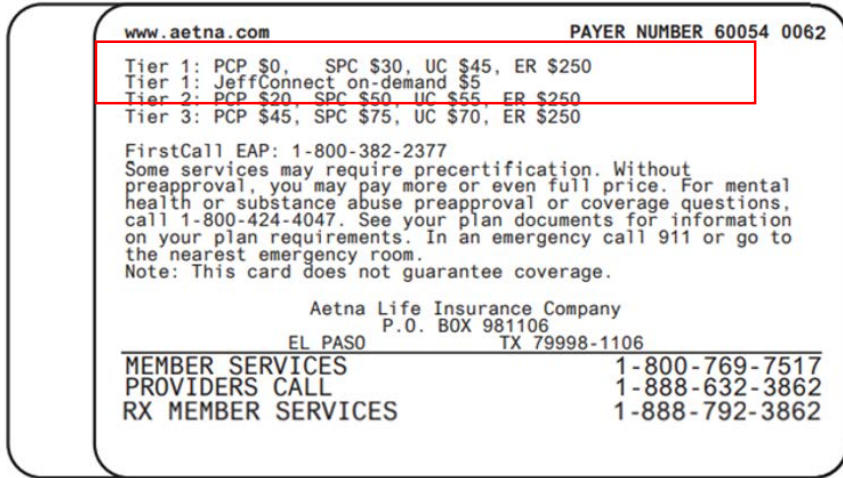 www.aetna.com PAYER NUMBER 60054 0062
Tier 1: PCP $0, SPC $30, UC $45, ER $250
Tier 1: JeffConnect on-demand $5
Tier 2: PCP $20, SPC $50, UC $55, ER $250
Tier 3: PCP $45, SPC $75, UC $70, ER $250
FirstCall EAP: 1-800-382-2377
Some services may require precertification. Without
preapproval, you may pay more or even full price. For mental
health or substance abuse preapproval or coverage questions,
call 1-800-424-4047. See your plan documents for information
on your plan requirements. In an emergency call 911 or go to
the nearest emergency room.
Note: This card does not guarantee coverage.
Aetna Life Insurance Company
P.O. BOX 981106
EL PASO TX 79998-1106
MEMBER SERVICES 1-800-769-7517
PROVIDERS CALL 1-888-632-3862
RX MEMBER SERVICES 1-888-792-3862